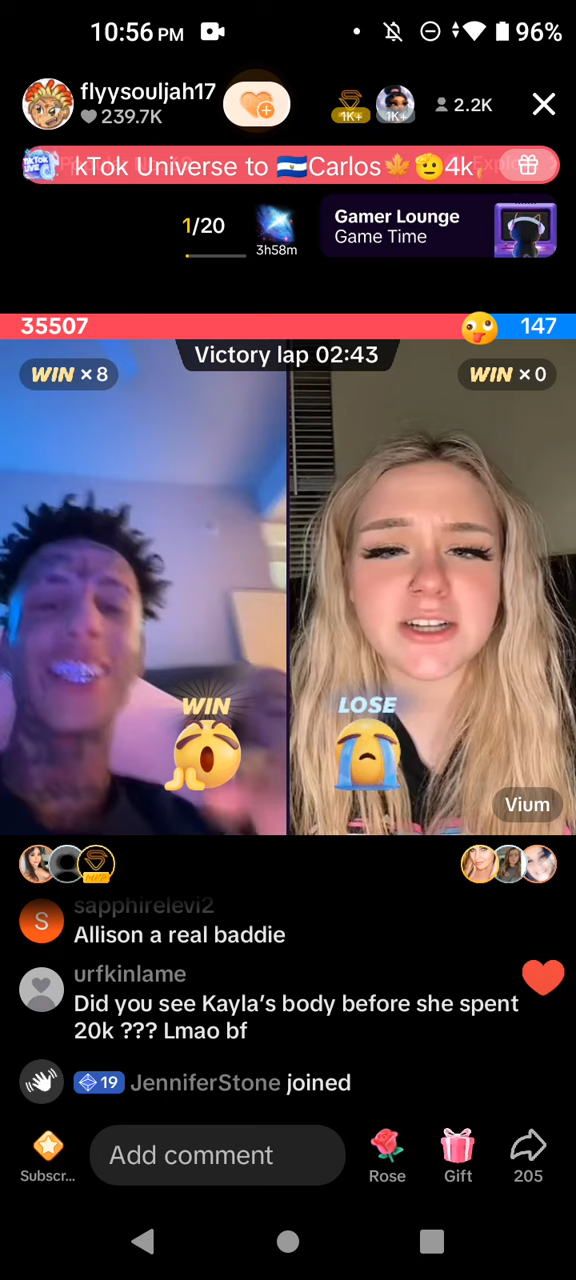 10:56 PM
96%
flyysouljah17
239.7K
1K+
1K+
2.2K
kTok Universe to 🇸🇻Carlos🍁🫡4k
1/20
3h58m
Gamer Lounge
Game Time
35507
147
Victory lap 02:43
WIN × 8
WIN × 0
WIN
LOSE
Vium
sapphirelevi2
S
Allison a real baddie
urfkinlame
Did you see Kayla’s body before she spent
20k ??? Lmao bf
19 JenniferStone joined
Add comment
Subscr...
Rose
Gift
205